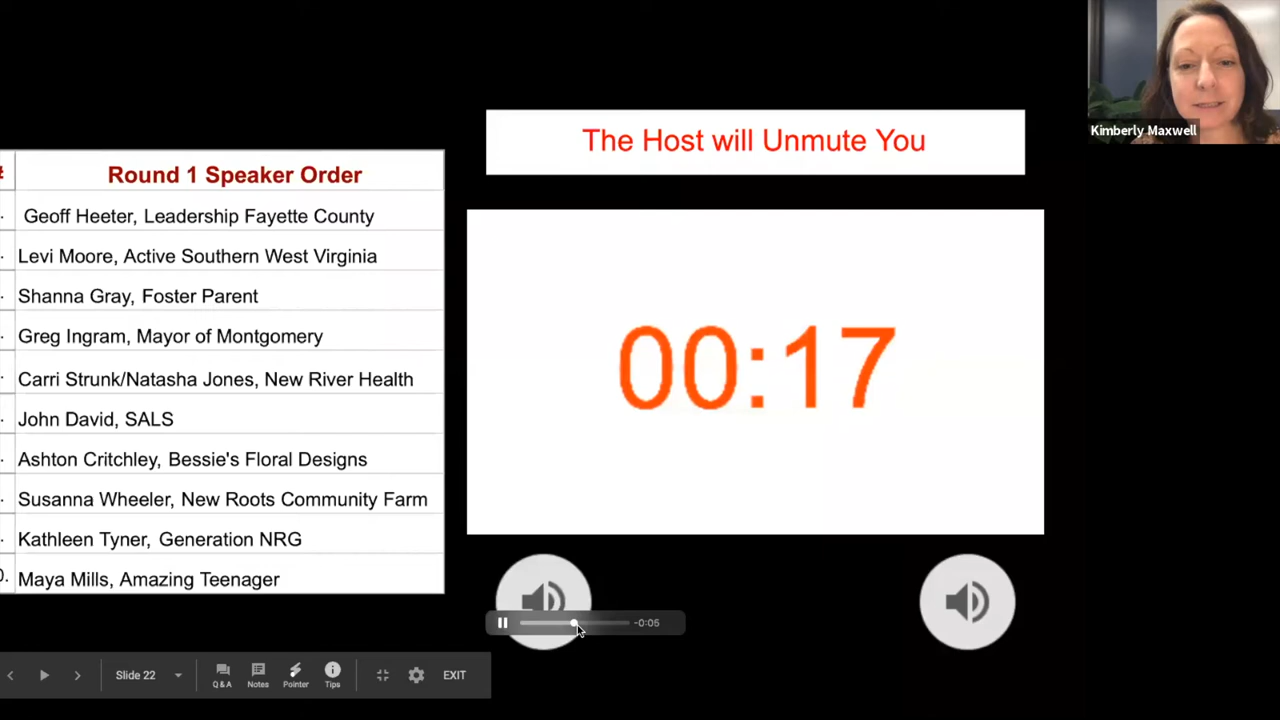 Kimberly Maxwell
The Host will Unmute You
Round 1 Speaker Order
Geoff Heeter, Leadership Fayette County
Levi Moore, Active Southern West Virginia
Shanna Gray, Foster Parent
Greg Ingram, Mayor of Montgomery
Carri Strunk/Natasha Jones, New River Health
John David, SALS
Ashton Critchley, Bessie's Floral Designs
Susanna Wheeler, New Roots Community Farm
Kathleen Tyner, Generation NRG
Maya Mills, Amazing Teenager
00:17
-0:05
Slide 22
Q & A
Notes
Pointer
Tips
EXIT